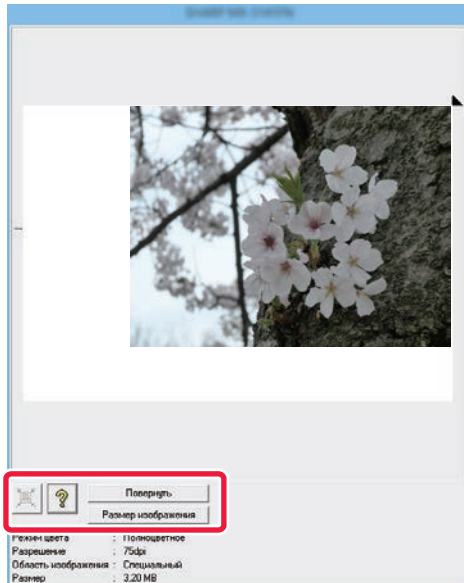 ?
Повернуть
Размер изображения
Режим цвета : Полноцветное
Разрешение : 75dpi
Область изображения : Специальный
Размер : 3.20 MB